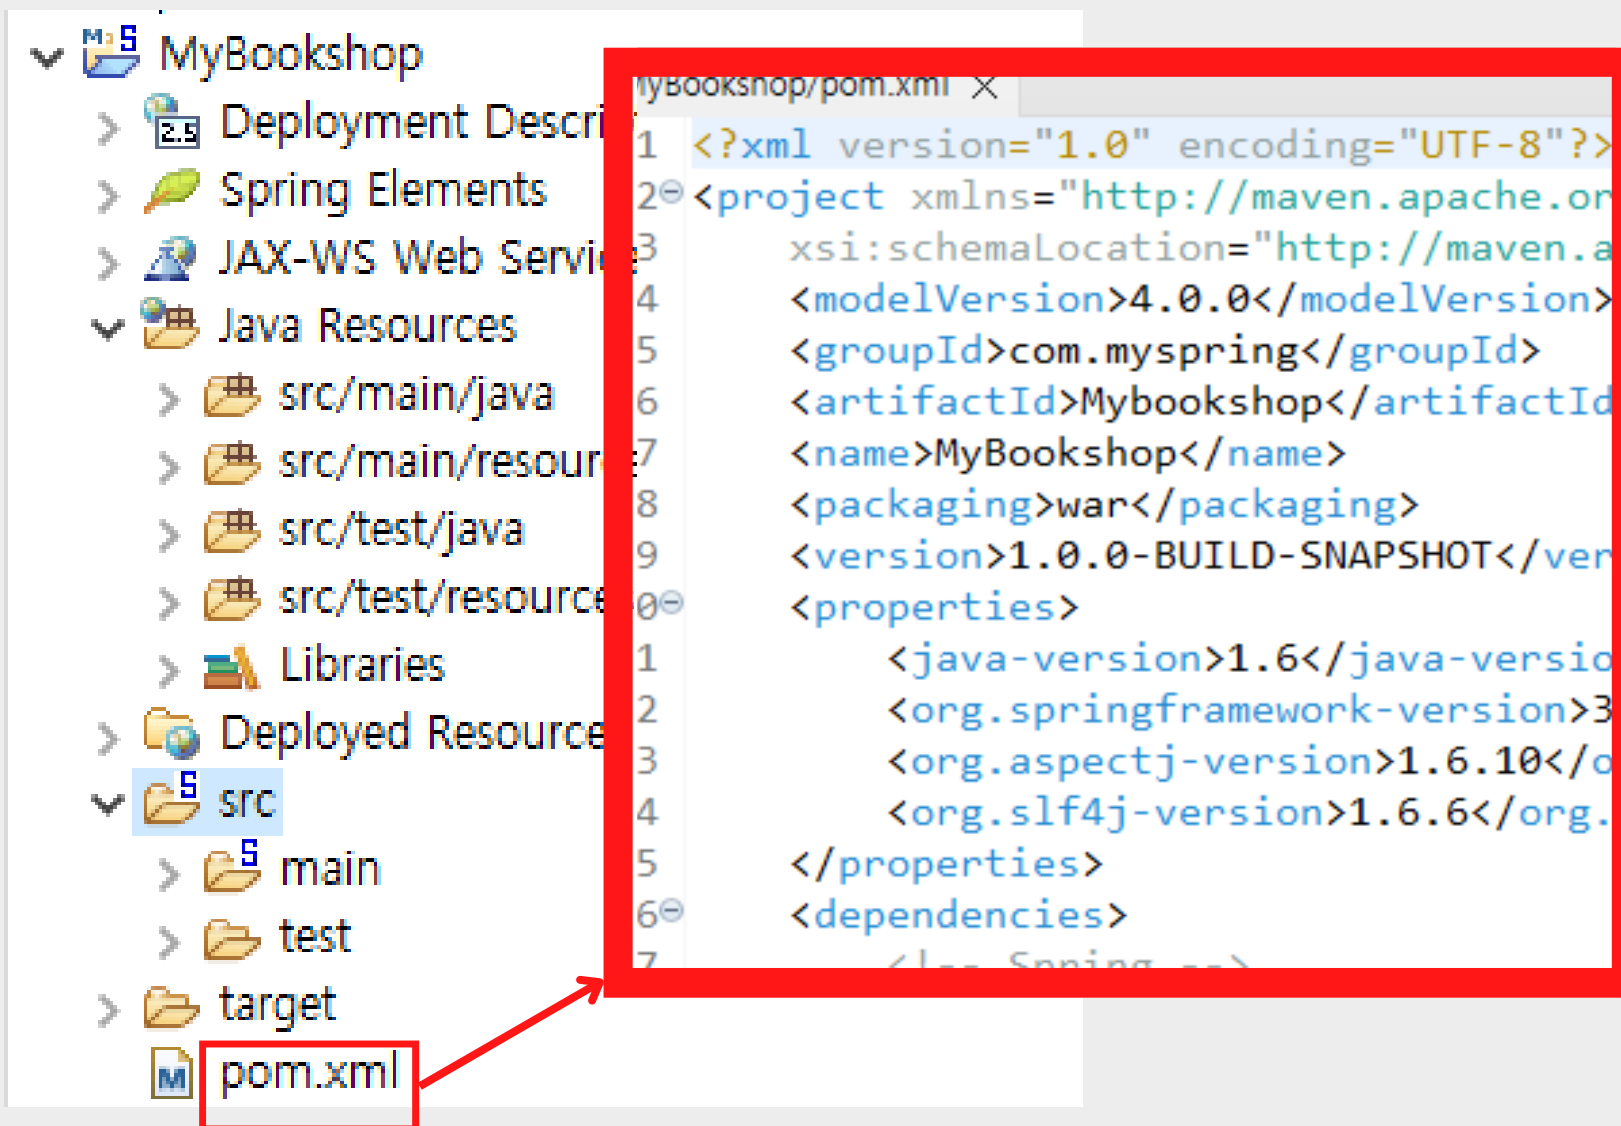 MyBookshop
Deployment Descri
Spring Elements
JAX-WS Web Servi
Java Resources
src/main/java
src/main/resour
src/test/java
src/test/resource
Libraries
Deployed Resource
src
main
test
target
pom.xml
MyBookshop/pom.xml
1 <?xml version="1.0" encoding="UTF-8"?>
2 <project xmlns="http://maven.apache.or
3 xsi:schemaLocation="http://maven.a
4 <modelVersion>4.0.0</modelVersion>
5 <groupId>com.myspring</groupId>
6 <artifactId>Mybookshop</artifactId
7 <name>MyBookshop</name>
8 <packaging>war</packaging>
9 <version>1.0.0-BUILD-SNAPSHOT</ver
0 <properties>
1 <java-version>1.6</java-versio
2 <org.springframework-version>3
3 <org.aspectj-version>1.6.10</o
4 <org.slf4j-version>1.6.6</org.
5 </properties>
6 <dependencies>
7 <!-- Spring -->